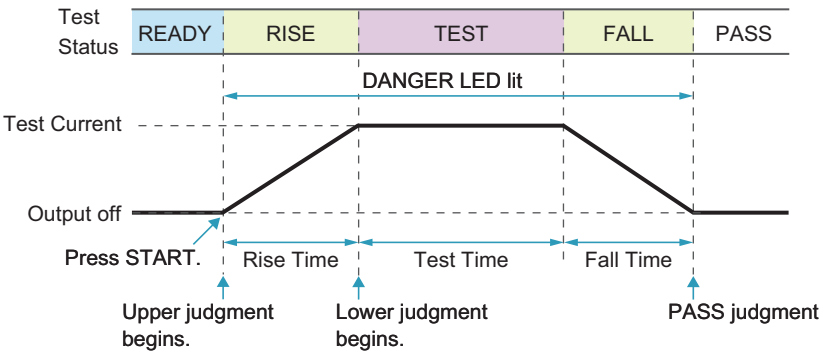 Test
Status
READY
RISE
TEST
FALL
PASS
DANGER LED lit
Test Current
Output off
Press START.
Rise Time
Test Time
Fall Time
Upper judgment
begins.
Lower judgment
begins.
PASS judgment